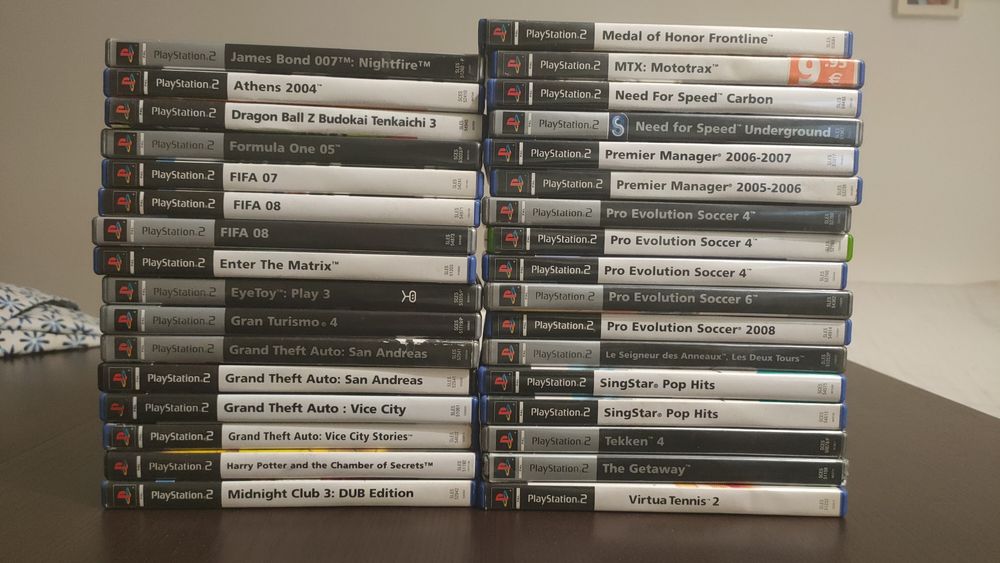 PlayStation.2 James Bond 007™: Nightfire™
PlayStation.2 Athens 2004™
PlayStation.2 Dragon Ball Z Budokai Tenkaichi 3
PlayStation.2 Formula One 05™
PlayStation.2 FIFA 07
PlayStation.2 FIFA 08
PlayStation.2 FIFA 08
PlayStation.2 Enter The Matrix™
PlayStation.2 EyeToy™: Play 3
PlayStation.2 Gran Turismo® 4
PlayStation.2 Grand Theft Auto: San Andreas
PlayStation.2 Grand Theft Auto: San Andreas
PlayStation.2 Grand Theft Auto : Vice City
PlayStation.2 Grand Theft Auto: Vice City Stories™
PlayStation.2 Harry Potter and the Chamber of Secrets™
PlayStation.2 Midnight Club 3: DUB Edition
PlayStation.2 Medal of Honor Frontline™
PlayStation.2 MTX: Mototrax™ 9.95 €
PlayStation.2 Need For Speed™ Carbon
PlayStation.2 Need for Speed™ Underground
PlayStation.2 Premier Manager® 2006-2007
PlayStation.2 Premier Manager® 2005-2006
PlayStation.2 Pro Evolution Soccer 4™
PlayStation.2 Pro Evolution Soccer 4™
PlayStation.2 Pro Evolution Soccer 4™
PlayStation.2 Pro Evolution Soccer 6™
PlayStation.2 Pro Evolution Soccer® 2008
PlayStation.2 Le Seigneur des Anneaux™, Les Deux Tours™
PlayStation.2 SingStar® Pop Hits
PlayStation.2 SingStar® Pop Hits
PlayStation.2 Tekken™ 4
PlayStation.2 The Getaway™
PlayStation.2 Virtua Tennis™ 2